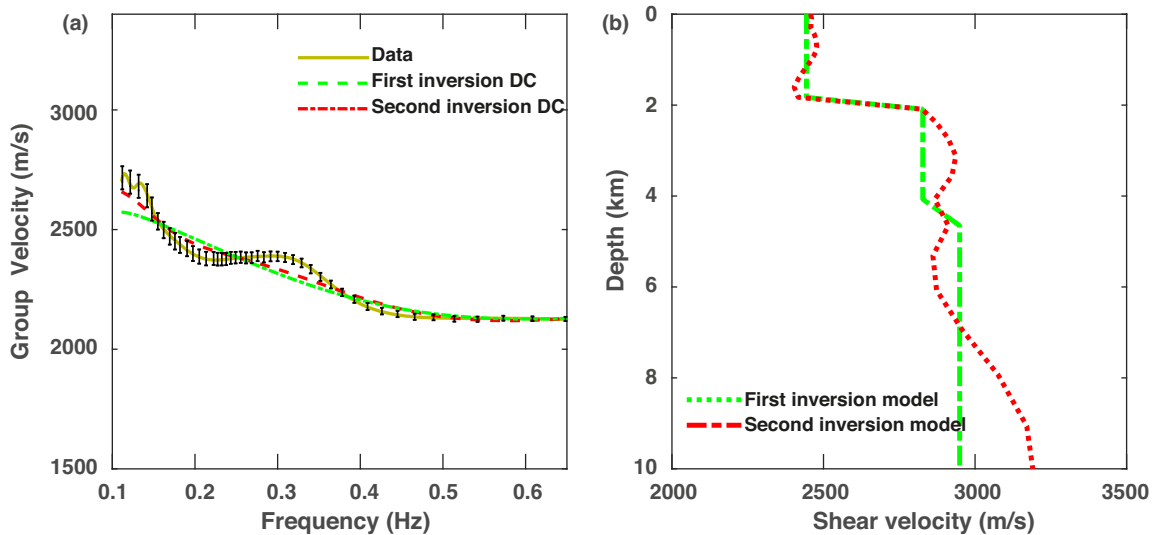 (a)
Data
First inversion DC
Second inversion DC
3000
2500
2000
1500
Group Velocity (m/s)
0.1
0.2
0.3
0.4
0.5
0.6
Frequency (Hz)
(b)
0
2
4
6
8
10
Depth (km)
First inversion model
Second inversion model
2000
2500
3000
3500
Shear velocity (m/s)